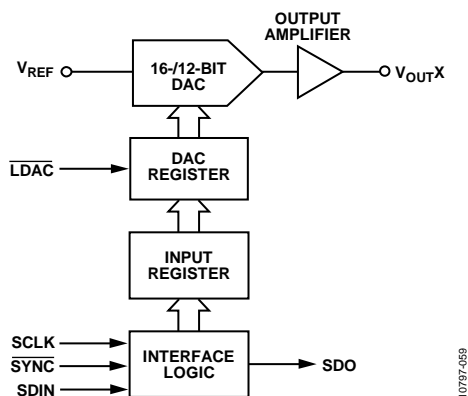 OUTPUT
AMPLIFIER
VREF
16-/12-BIT
DAC
VOUTX
LDAC
DAC
REGISTER
INPUT
REGISTER
SCLK
SYNC
SDIN
INTERFACE
LOGIC
SDO
10797-059